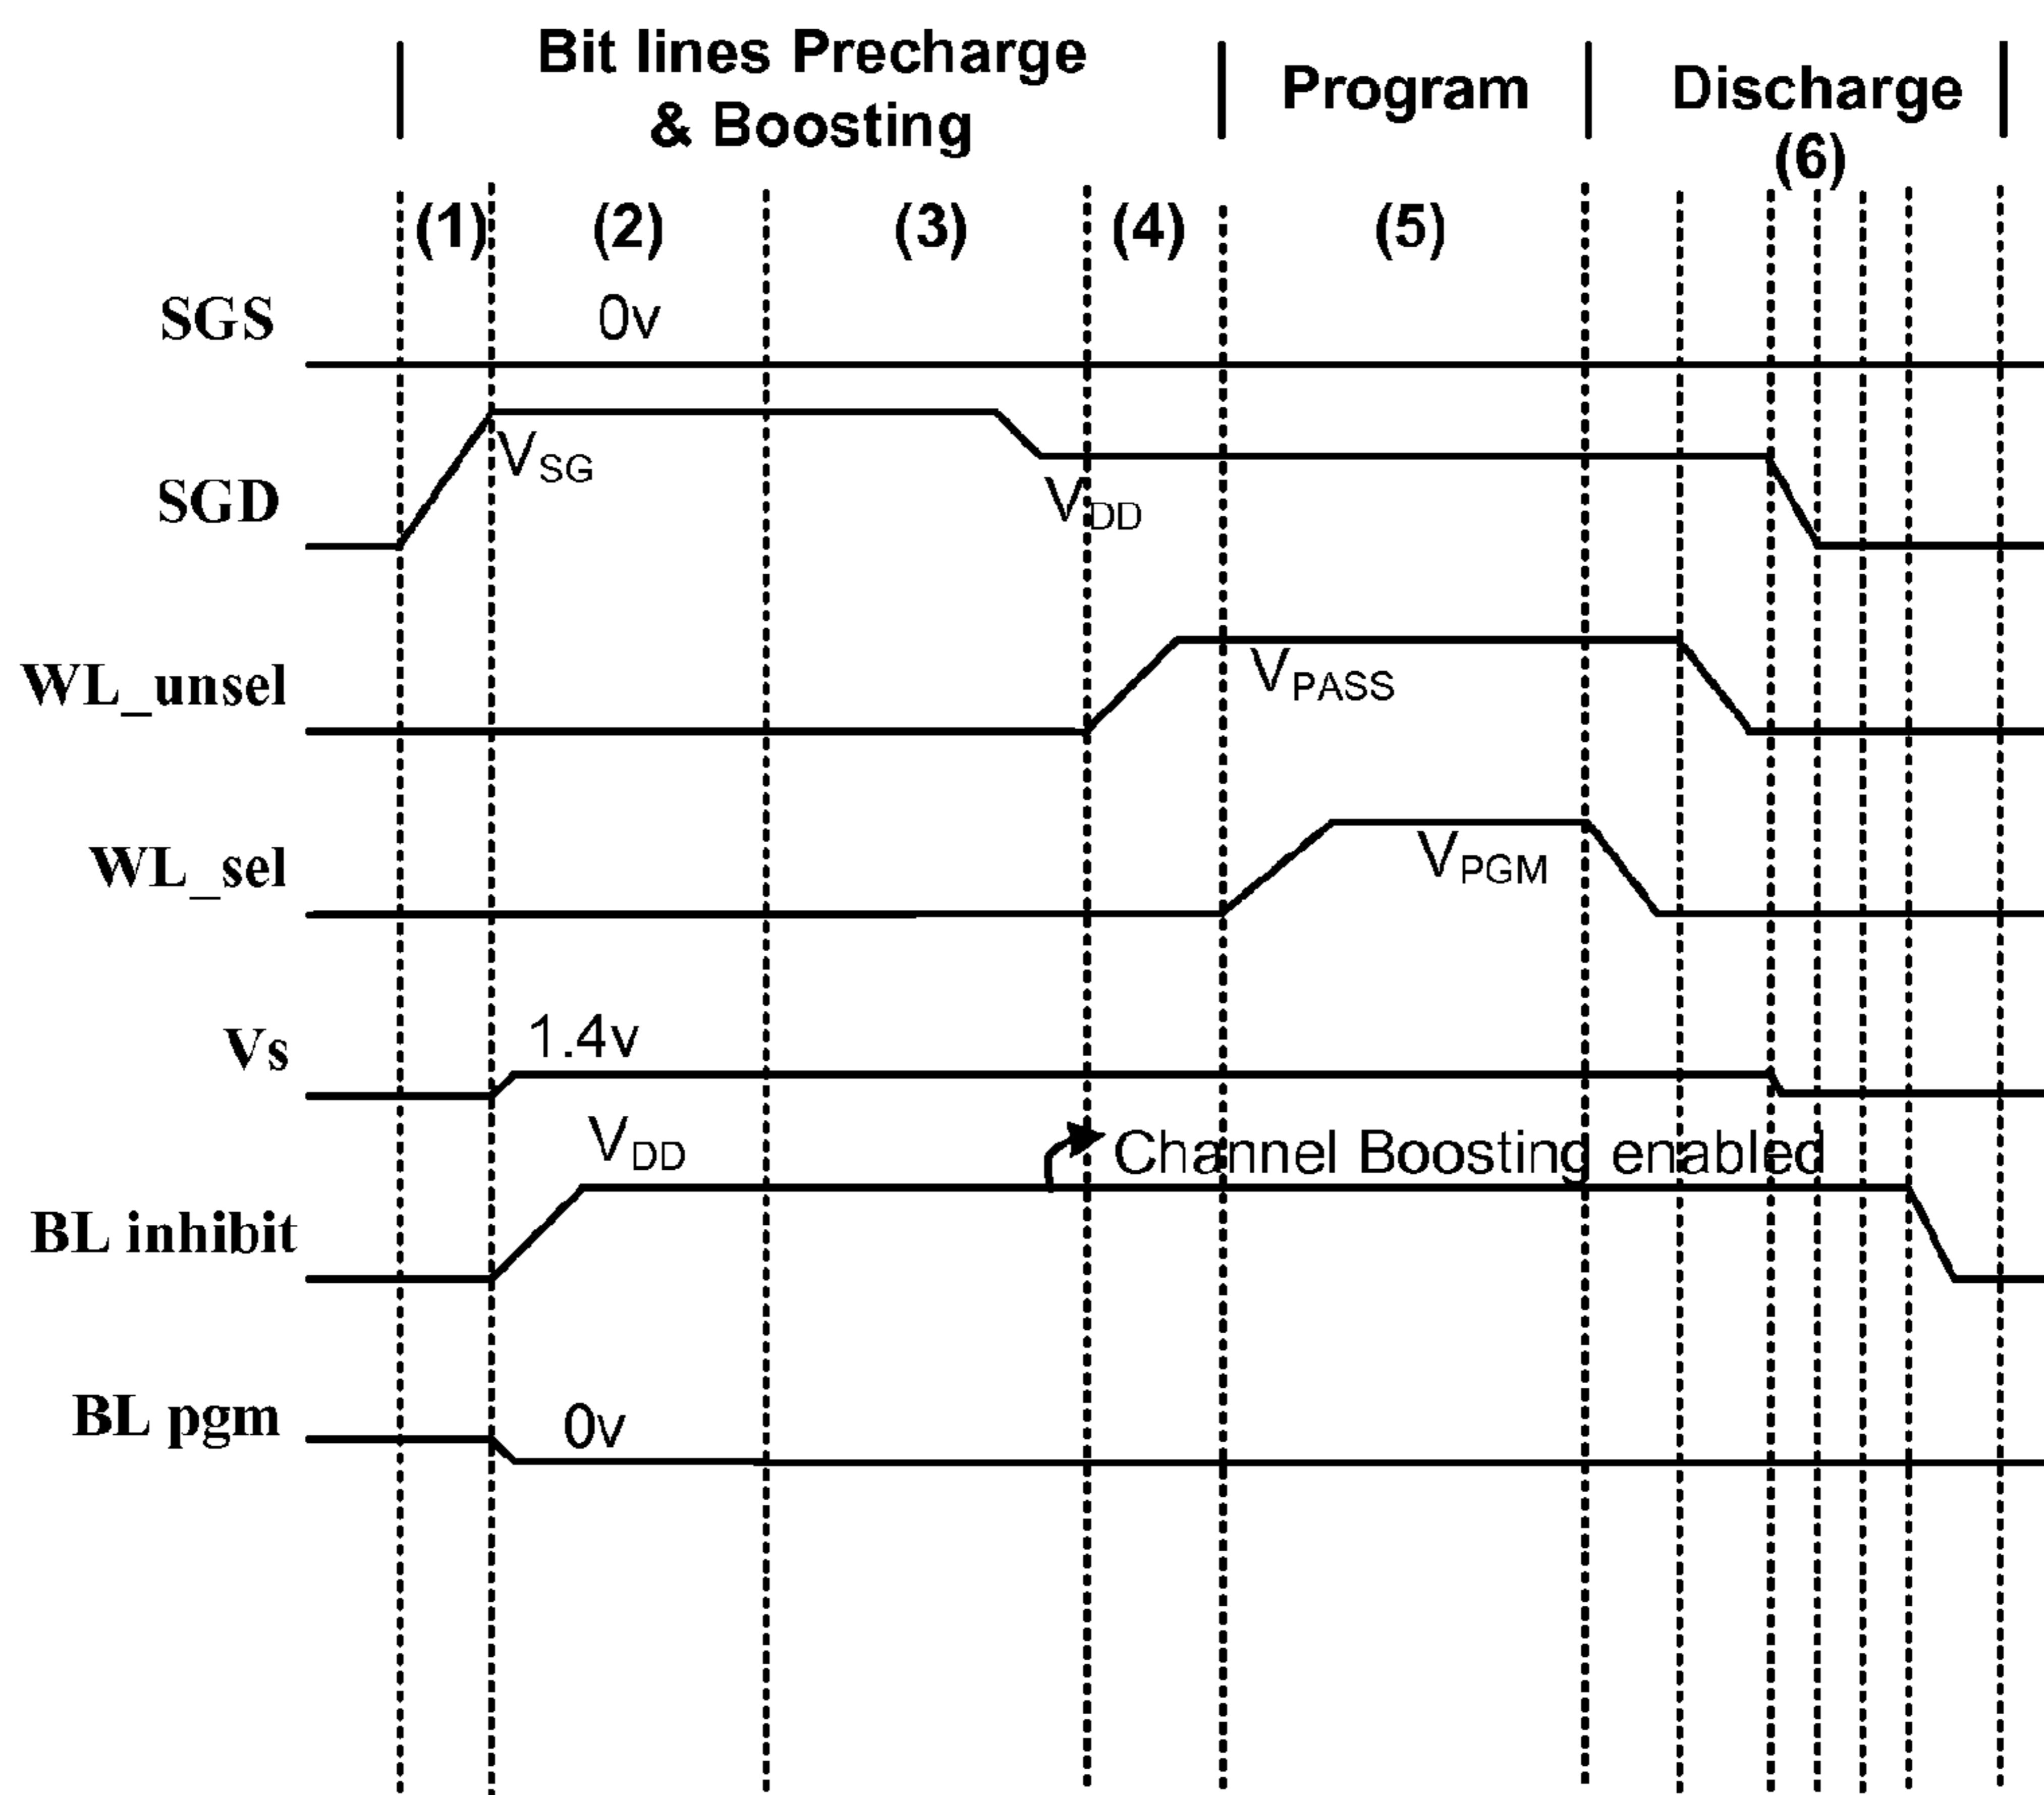 Bit lines Precharge
& Boosting
Program
Discharge
(6)
(1)
(2)
(3)
(4)
(5)
SGS
0v
SGD
VSG
VDD
WL_unsel
VPASS
WL_sel
VPGM
Vs
1.4v
VDD
Channel Boosting enabled
BL inhibit
BL pgm
0v